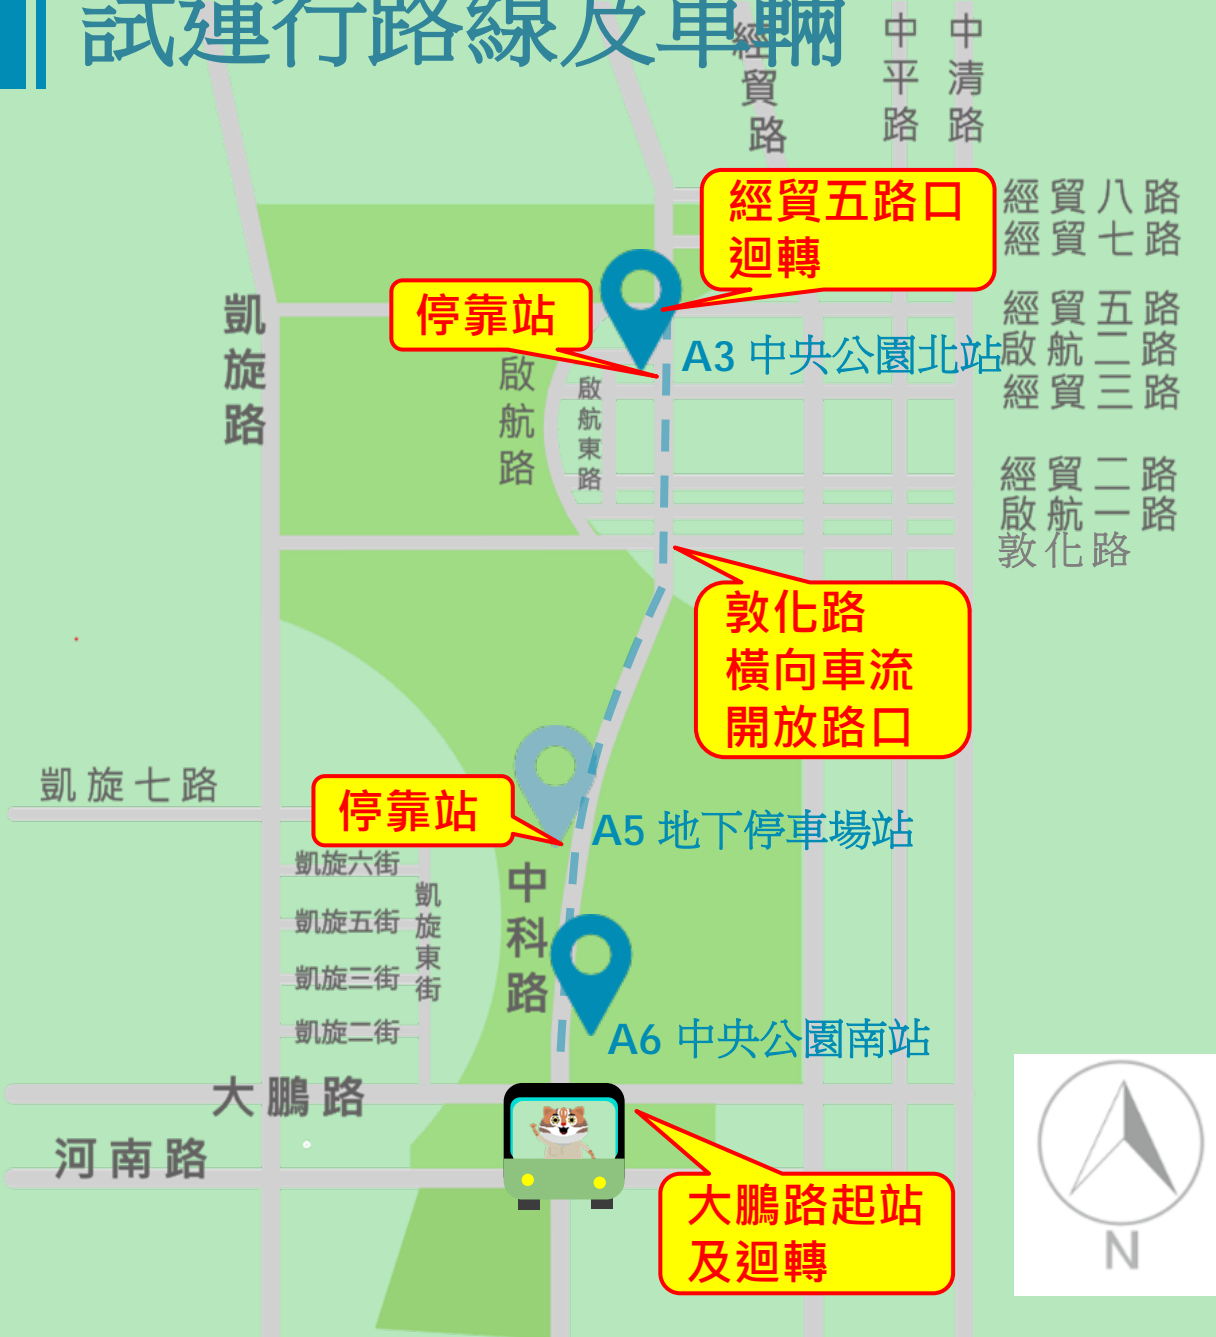 試運行路線及車輛
經貿路
中平路
中清路
經貿五路口
迴轉
經貿八路
經貿七路
停靠站
凱旋路
經貿五路
A3 中央公園北站
啟航二路
啟航路
啟航東路
經貿三路
經貿二路
啟航一路
敦化路
敦化路
橫向車流
開放路口
凱旋七路
停靠站
A5 地下停車場站
凱旋六街
中科路
凱旋東街
凱旋五街
凱旋三街
凱旋二街
A6 中央公園南站
大鵬路
河南路
大鵬路起站
及迴轉
N